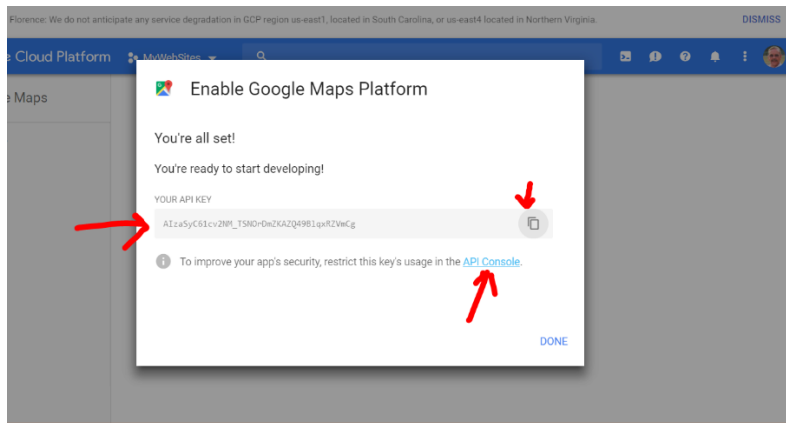 Florence: We do not anticipate any service degradation in GCP region us-east1, located in South Carolina, or us-east4 located in Northern Virginia. DISMISS
e Cloud Platform MyWebSites
e Maps
Enable Google Maps Platform
You're all set!
You're ready to start developing!
YOUR API KEY
To improve your app's security, restrict this key's usage in the API Console.
DONE